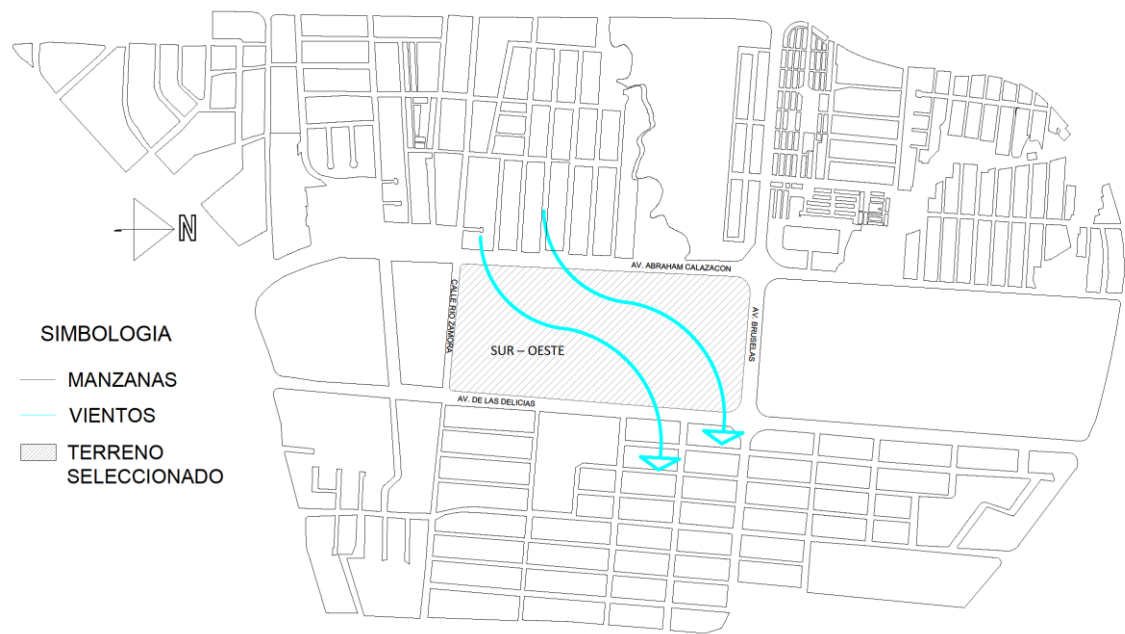 N
AV. ABRAHAM CALAZACON
CALLE RIO ZAMORA
AV. BRUSELAS
SUR – OESTE
AV. DE LAS DELICIAS
SIMBOLOGIA
MANZANAS
VIENTOS
TERRENO
SELECCIONADO